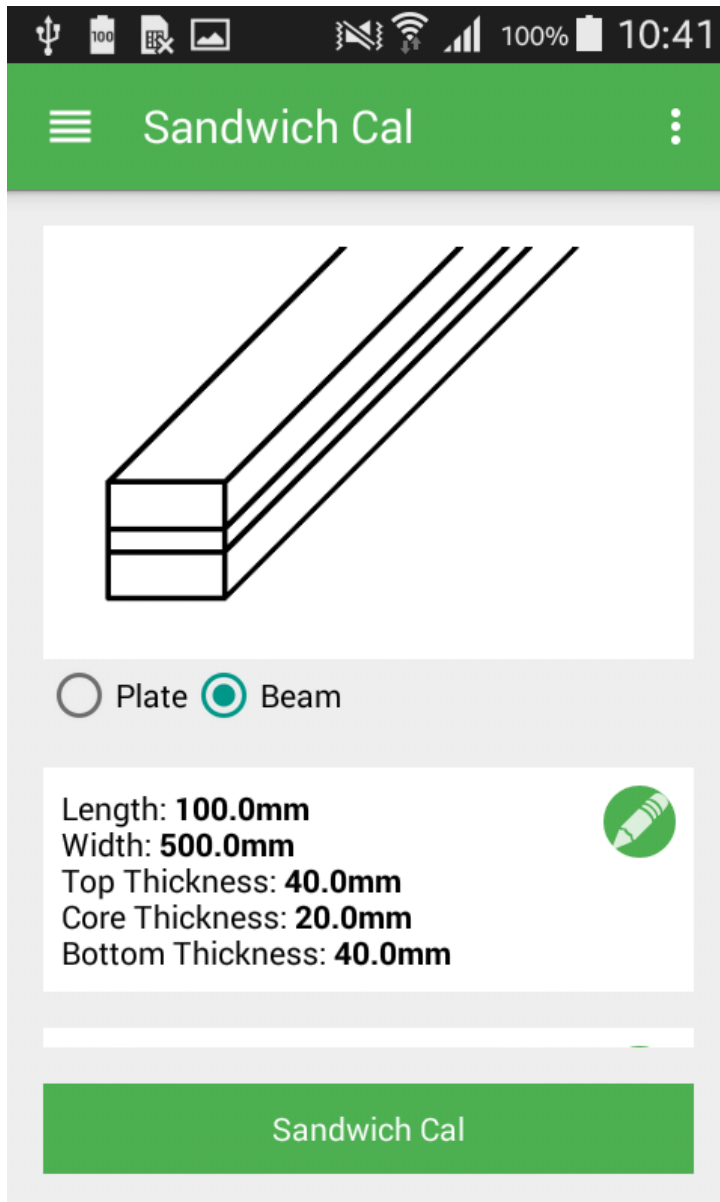 100 100% 10:41
Sandwich Cal
Plate Beam
Length: 100.0mm
Width: 500.0mm
Top Thickness: 40.0mm
Core Thickness: 20.0mm
Bottom Thickness: 40.0mm
Sandwich Cal